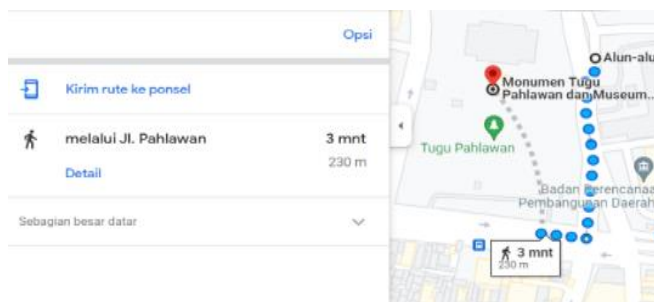 Opsi
Kirim rute ke ponsel
melalui Jl. Pahlawan
3 mnt
230 m
Detail
Sebagian besar datar
Alun-alu
Monumen Tugu
Pahlawan dan Museum...
Tugu Pahlawan
Badan Perencanaa
Pembangunan Daerah
3 mnt
230 m